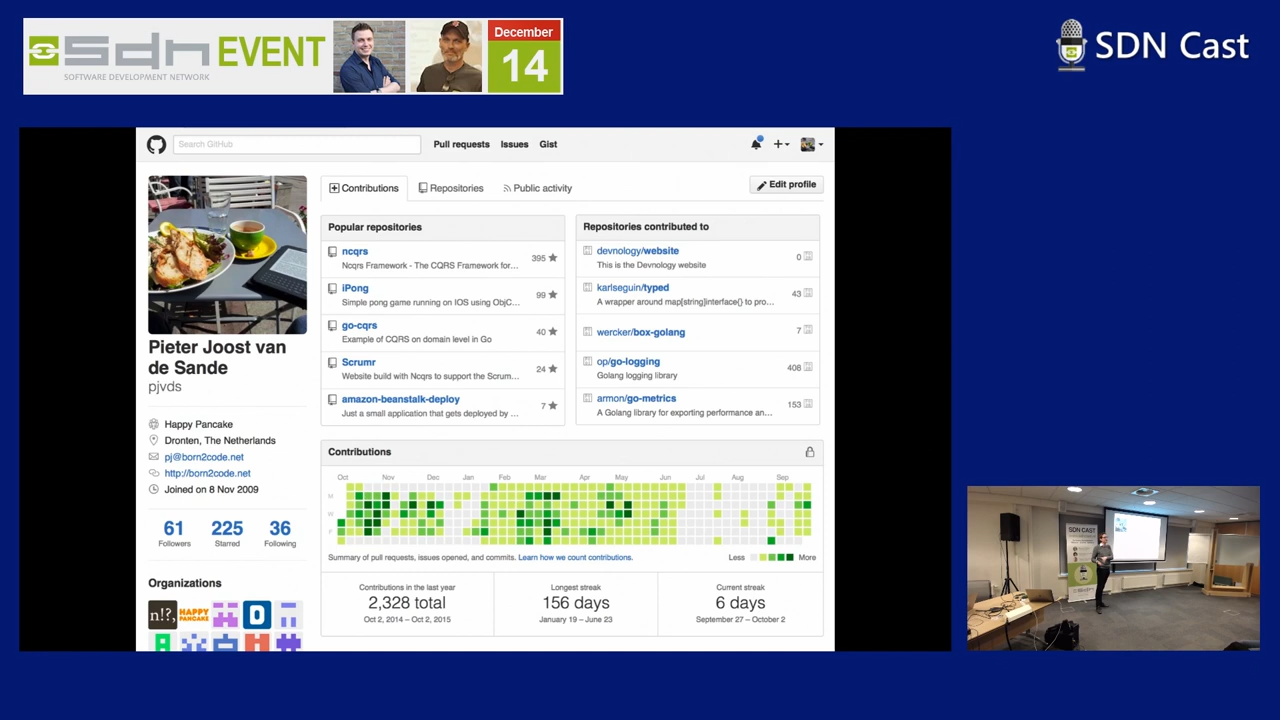 sdn EVENT
SOFTWARE DEVELOPMENT NETWORK
December
14
SDN Cast
Search GitHub
Pull requests Issues Gist
Contributions Repositories Public activity
Edit profile
Pieter Joost van
de Sande
pjvds
Happy Pancake
Dronten, The Netherlands
pj@born2code.net
http://born2code.net
Joined on 8 Nov 2009
61 225 36
Followers Starred Following
Organizations
n!?,
HAPPY
PANCAKE
Popular repositories
ncqrs 395
Ncqrs Framework - The CQRS Framework for...
iPong 99
Simple pong game running on IOS using ObjC...
go-cqrs 40
Example of CQRS on domain level in Go
Scrumr 24
Website build with Ncqrs to support the Scrum...
amazon-beanstalk-deploy 7
Just a small application that gets deployed by ...
Repositories contributed to
devnology/website 0
This is the Devnology website
karlseguin/typed 43
A wrapper around map[string]interface{} to pro...
wercker/box-golang 7
op/go-logging 408
Golang logging library
armon/go-metrics 153
A Golang library for exporting performance an...
Contributions
Oct Nov Dec Jan Feb Mar Apr May Jun Jul Aug Sep
M
W
F
Summary of pull requests, issues opened, and commits. Learn how we count contributions. Less More
Contributions in the last year
2,328 total
Oct 2, 2014 – Oct 2, 2015
Longest streak
156 days
January 19 – June 23
Current streak
6 days
September 27 – October 2
SDN CAST